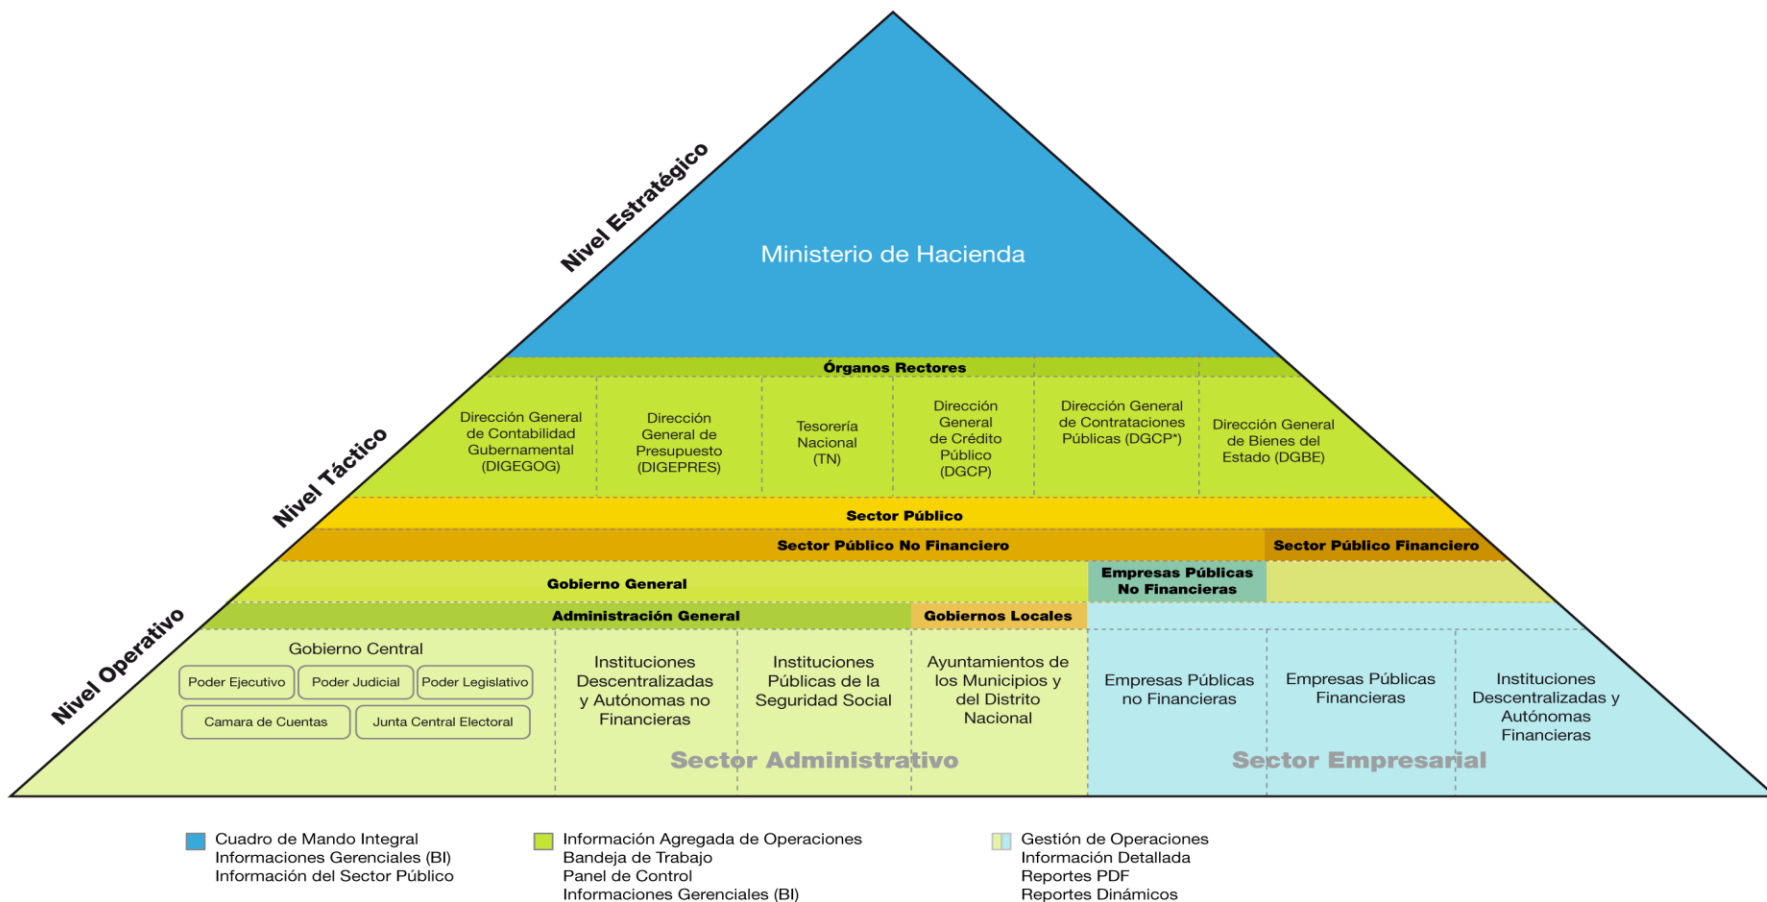 Nivel Estratégico
Ministerio de Hacienda
Nivel Táctico
Órganos Rectores
Dirección General
de Contabilidad
Gubernamental
(DIGEGOG)
Dirección
General de
Presupuesto
(DIGEPRES)
Tesorería
Nacional
(TN)
Dirección
General
de Crédito
Público
(DGCP)
Dirección General
de Contrataciones
Públicas (DGCP*)
Dirección General
de Bienes del
Estado (DGBE)
Sector Público
Sector Público No Financiero
Sector Público Financiero
Gobierno General
Empresas Públicas
No Financieras
Nivel Operativo
Administración General
Gobiernos Locales
Gobierno Central
Poder Ejecutivo
Poder Judicial
Poder Legislativo
Camara de Cuentas
Junta Central Electoral
Instituciones
Descentralizadas
y Autónomas no
Financieras
Instituciones
Públicas de la
Seguridad Social
Ayuntamientos de
los Municipios y
del Distrito
Nacional
Empresas Públicas
no Financieras
Empresas Públicas
Financieras
Instituciones
Descentralizadas y
Autónomas
Financieras
Sector Administrativo
Sector Empresarial
Cuadro de Mando Integral
Informaciones Gerenciales (BI)
Información del Sector Público
Información Agregada de Operaciones
Bandeja de Trabajo
Panel de Control
Informaciones Gerenciales (BI)
Gestión de Operaciones
Información Detallada
Reportes PDF
Reportes Dinámicos